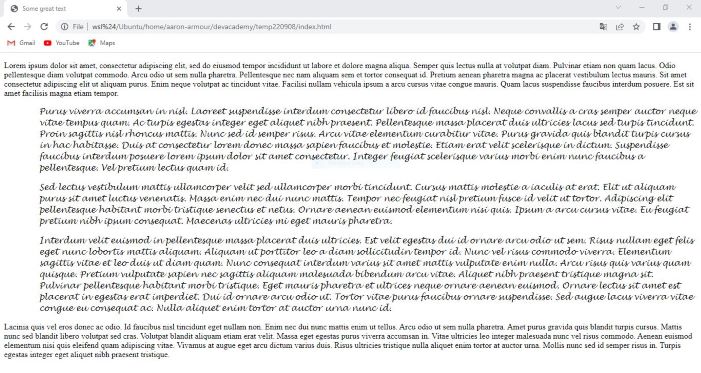 Some great text
File | wsl%24/Ubuntu/home/aaron-armour/devacademy/temp220908/index.html
Gmail YouTube Maps
Lorem ipsum dolor sit amet, consectetur adipiscing elit, sed do eiusmod tempor incididunt ut labore et dolore magna aliqua. Semper quis lectus nulla at volutpat diam. Pulvinar etiam non quam lacus. Odio
pellentesque diam volutpat commodo. Arcu odio ut sem nulla pharetra. Pellentesque nec nam aliquam sem et tortor consequat id. Pretium aenean pharetra magna ac placerat vestibulum lectus mauris. Sit amet
consectetur adipiscing elit ut aliquam purus. Enim neque volutpat ac tincidunt vitae. Facilisi nullam vehicula ipsum a arcu cursus vitae congue mauris. Quam lacus suspendisse faucibus interdum posuere. Est sit
amet facilisis magna etiam tempor.
Purus viverra accumsan in nisl. Laoreet suspendisse interdum consectetur libero id faucibus nisl. Neque convallis a cras semper auctor neque
vitae tempus quam. Ac turpis egestas integer eget aliquet nibh praesent. Pellentesque massa placerat duis ultricies lacus sed turpis tincidunt.
Proin sagittis nisl rhoncus mattis. Nunc sed id semper risus. Arcu vitae elementum curabitur vitae. Purus gravida quis blandit turpis cursus
in hac habitasse. Duis at consectetur lorem donec massa sapien faucibus et molestie. Etiam erat velit scelerisque in dictum. Suspendisse
faucibus interdum posuere lorem ipsum dolor sit amet consectetur. Integer feugiat scelerisque varius morbi enim nunc faucibus a
pellentesque. Vel pretium lectus quam id.
Sed lectus vestibulum mattis ullamcorper velit sed ullamcorper morbi tincidunt. Cursus mattis molestie a iaculis at erat. Elit ut aliquam
purus sit amet luctus venenatis. Massa enim nec dui nunc mattis. Tempor nec feugiat nisl pretium fusce id velit ut tortor. Adipiscing elit
pellentesque habitant morbi tristique senectus et netus. Ornare aenean euismod elementum nisi quis. Ipsum a arcu cursus vitae. Eu feugiat
pretium nibh ipsum consequat. Maecenas ultricies mi eget mauris pharetra.
Interdum velit euismod in pellentesque massa placerat duis ultricies. Est velit egestas dui id ornare arcu odio ut sem. Risus nullam eget felis
eget nunc lobortis mattis aliquam. Aliquam ut porttitor leo a diam sollicitudin tempor id. Nunc vel risus commodo viverra. Elementum
sagittis vitae et leo duis ut diam quam. Nunc consequat interdum varius sit amet mattis vulputate enim nulla. Arcu risus quis varius quam
quisque. Pretium vulputate sapien nec sagittis aliquam malesuada bibendum arcu vitae. Aliquet nibh praesent tristique magna sit.
Pulvinar pellentesque habitant morbi tristique. Eget mauris pharetra et ultrices neque ornare aenean euismod. Ornare lectus sit amet est
placerat in egestas erat imperdiet. Dui id ornare arcu odio ut. Tortor vitae purus faucibus ornare suspendisse. Sed augue lacus viverra vitae
congue eu consequat ac. Nulla aliquet enim tortor at auctor urna nunc id.
Lacinia quis vel eros donec ac odio. Id faucibus nisl tincidunt eget nullam non. Enim nec dui nunc mattis enim ut tellus. Arcu odio ut sem nulla pharetra. Amet purus gravida quis blandit turpis cursus. Mattis
nunc sed blandit libero volutpat sed cras. Volutpat blandit aliquam etiam erat velit. Massa eget egestas purus viverra accumsan in. Vitae ultricies leo integer malesuada nunc vel risus commodo. Aenean euismod
elementum nisi quis eleifend quam adipiscing vitae. Vivamus at augue eget arcu dictum varius duis. Risus ultricies tristique nulla aliquet enim tortor at auctor urna. Mollis nunc sed id semper risus in. Turpis
egestas integer eget aliquet nibh praesent tristique.